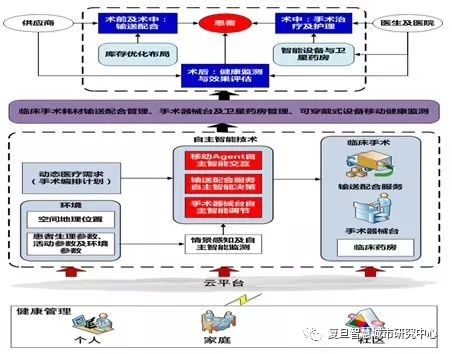 供应商
术前及术中：
输送配合
患者
术中：手术治
疗及护理
医生及医院
库存优化布局
智能设备与卫
星药房
术后：健康监测
与效果评估
临床手术耗材输送配合管理、手术器械台及卫星药房管理、可穿戴式设备移动健康监测
自主智能技术
移动Agent自
主智能交互
输送配合服务
自主智能决策
手术器械台自
主智能调节
情景感知及自
主智能监测
动态医疗需求
（手术编排计划）
环境
空间地理位置
患者生理参数、
活动参数及环境
参数
临床手术
输送配合服务
手术器械台
临床药房
云平台
健康管理
个人
家庭
社区
复旦智慧城市研究中心